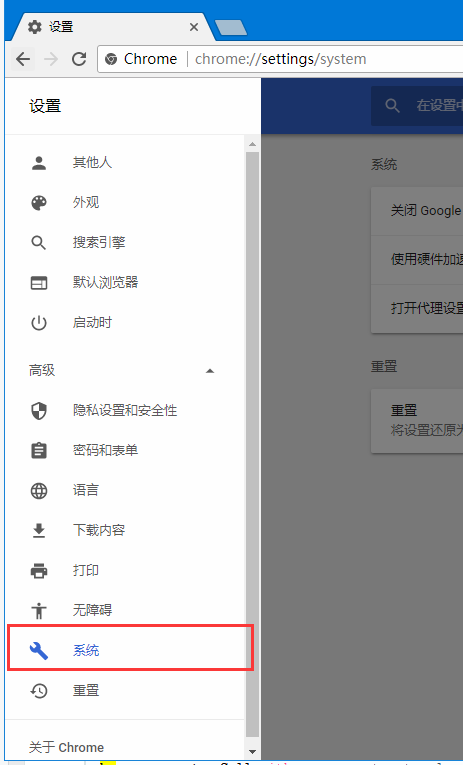 设置
Chrome chrome://settings/system
设置
其他人
外观
搜索引擎
默认浏览器
启动时
高级
隐私设置和安全性
密码和表单
语言
下载内容
打印
无障碍
系统
重置
关于 Chrome
在设置中
系统
关闭 Google
使用硬件加速
打开代理设置
重置
重置
将设置还原为